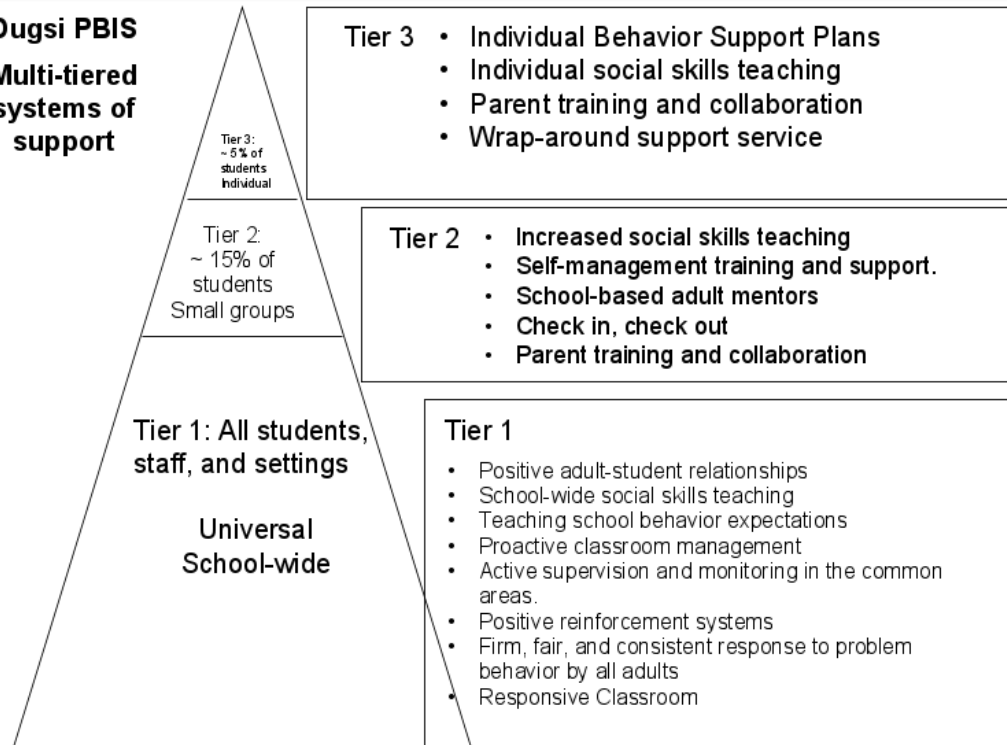 Dugsi PBIS
Multi-tiered
systems of
support
Tier 3:
~ 5% of
students
Individual
Tier 2:
~ 15% of
students
Small groups
Tier 1: All students,
staff, and settings
Universal
School-wide
Tier 3 • Individual Behavior Support Plans
• Individual social skills teaching
• Parent training and collaboration
• Wrap-around support service
Tier 2 • Increased social skills teaching
• Self-management training and support.
• School-based adult mentors
• Check in, check out
• Parent training and collaboration
Tier 1
• Positive adult-student relationships
• School-wide social skills teaching
• Teaching school behavior expectations
• Proactive classroom management
• Active supervision and monitoring in the common
areas.
• Positive reinforcement systems
• Firm, fair, and consistent response to problem
behavior by all adults
• Responsive Classroom